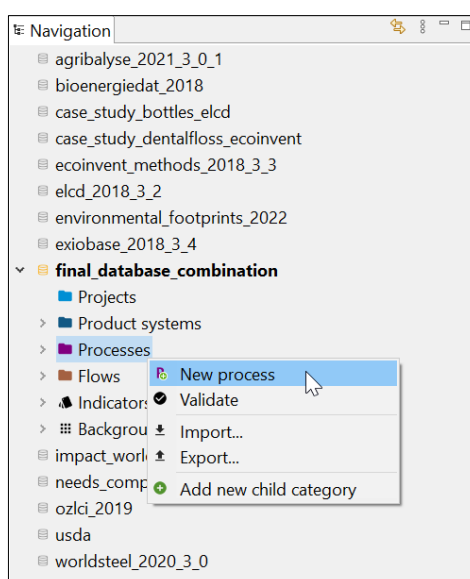 Navigation
agribalyse_2021_3_0_1
bioenergiedat_2018
case_study_bottles_elcd
case_study_dentalfloss_ecoinvent
ecoinvent_methods_2018_3_3
elcd_2018_3_2
environmental_footprints_2022
exiobase_2018_3_4
final_database_combination
Projects
Product systems
Processes
New process
Flows
Validate
Indicators
Import...
Backgrou
Export...
impact_worl
needs_comp
Add new child category
ozlci_2019
usda
worldsteel_2020_3_0